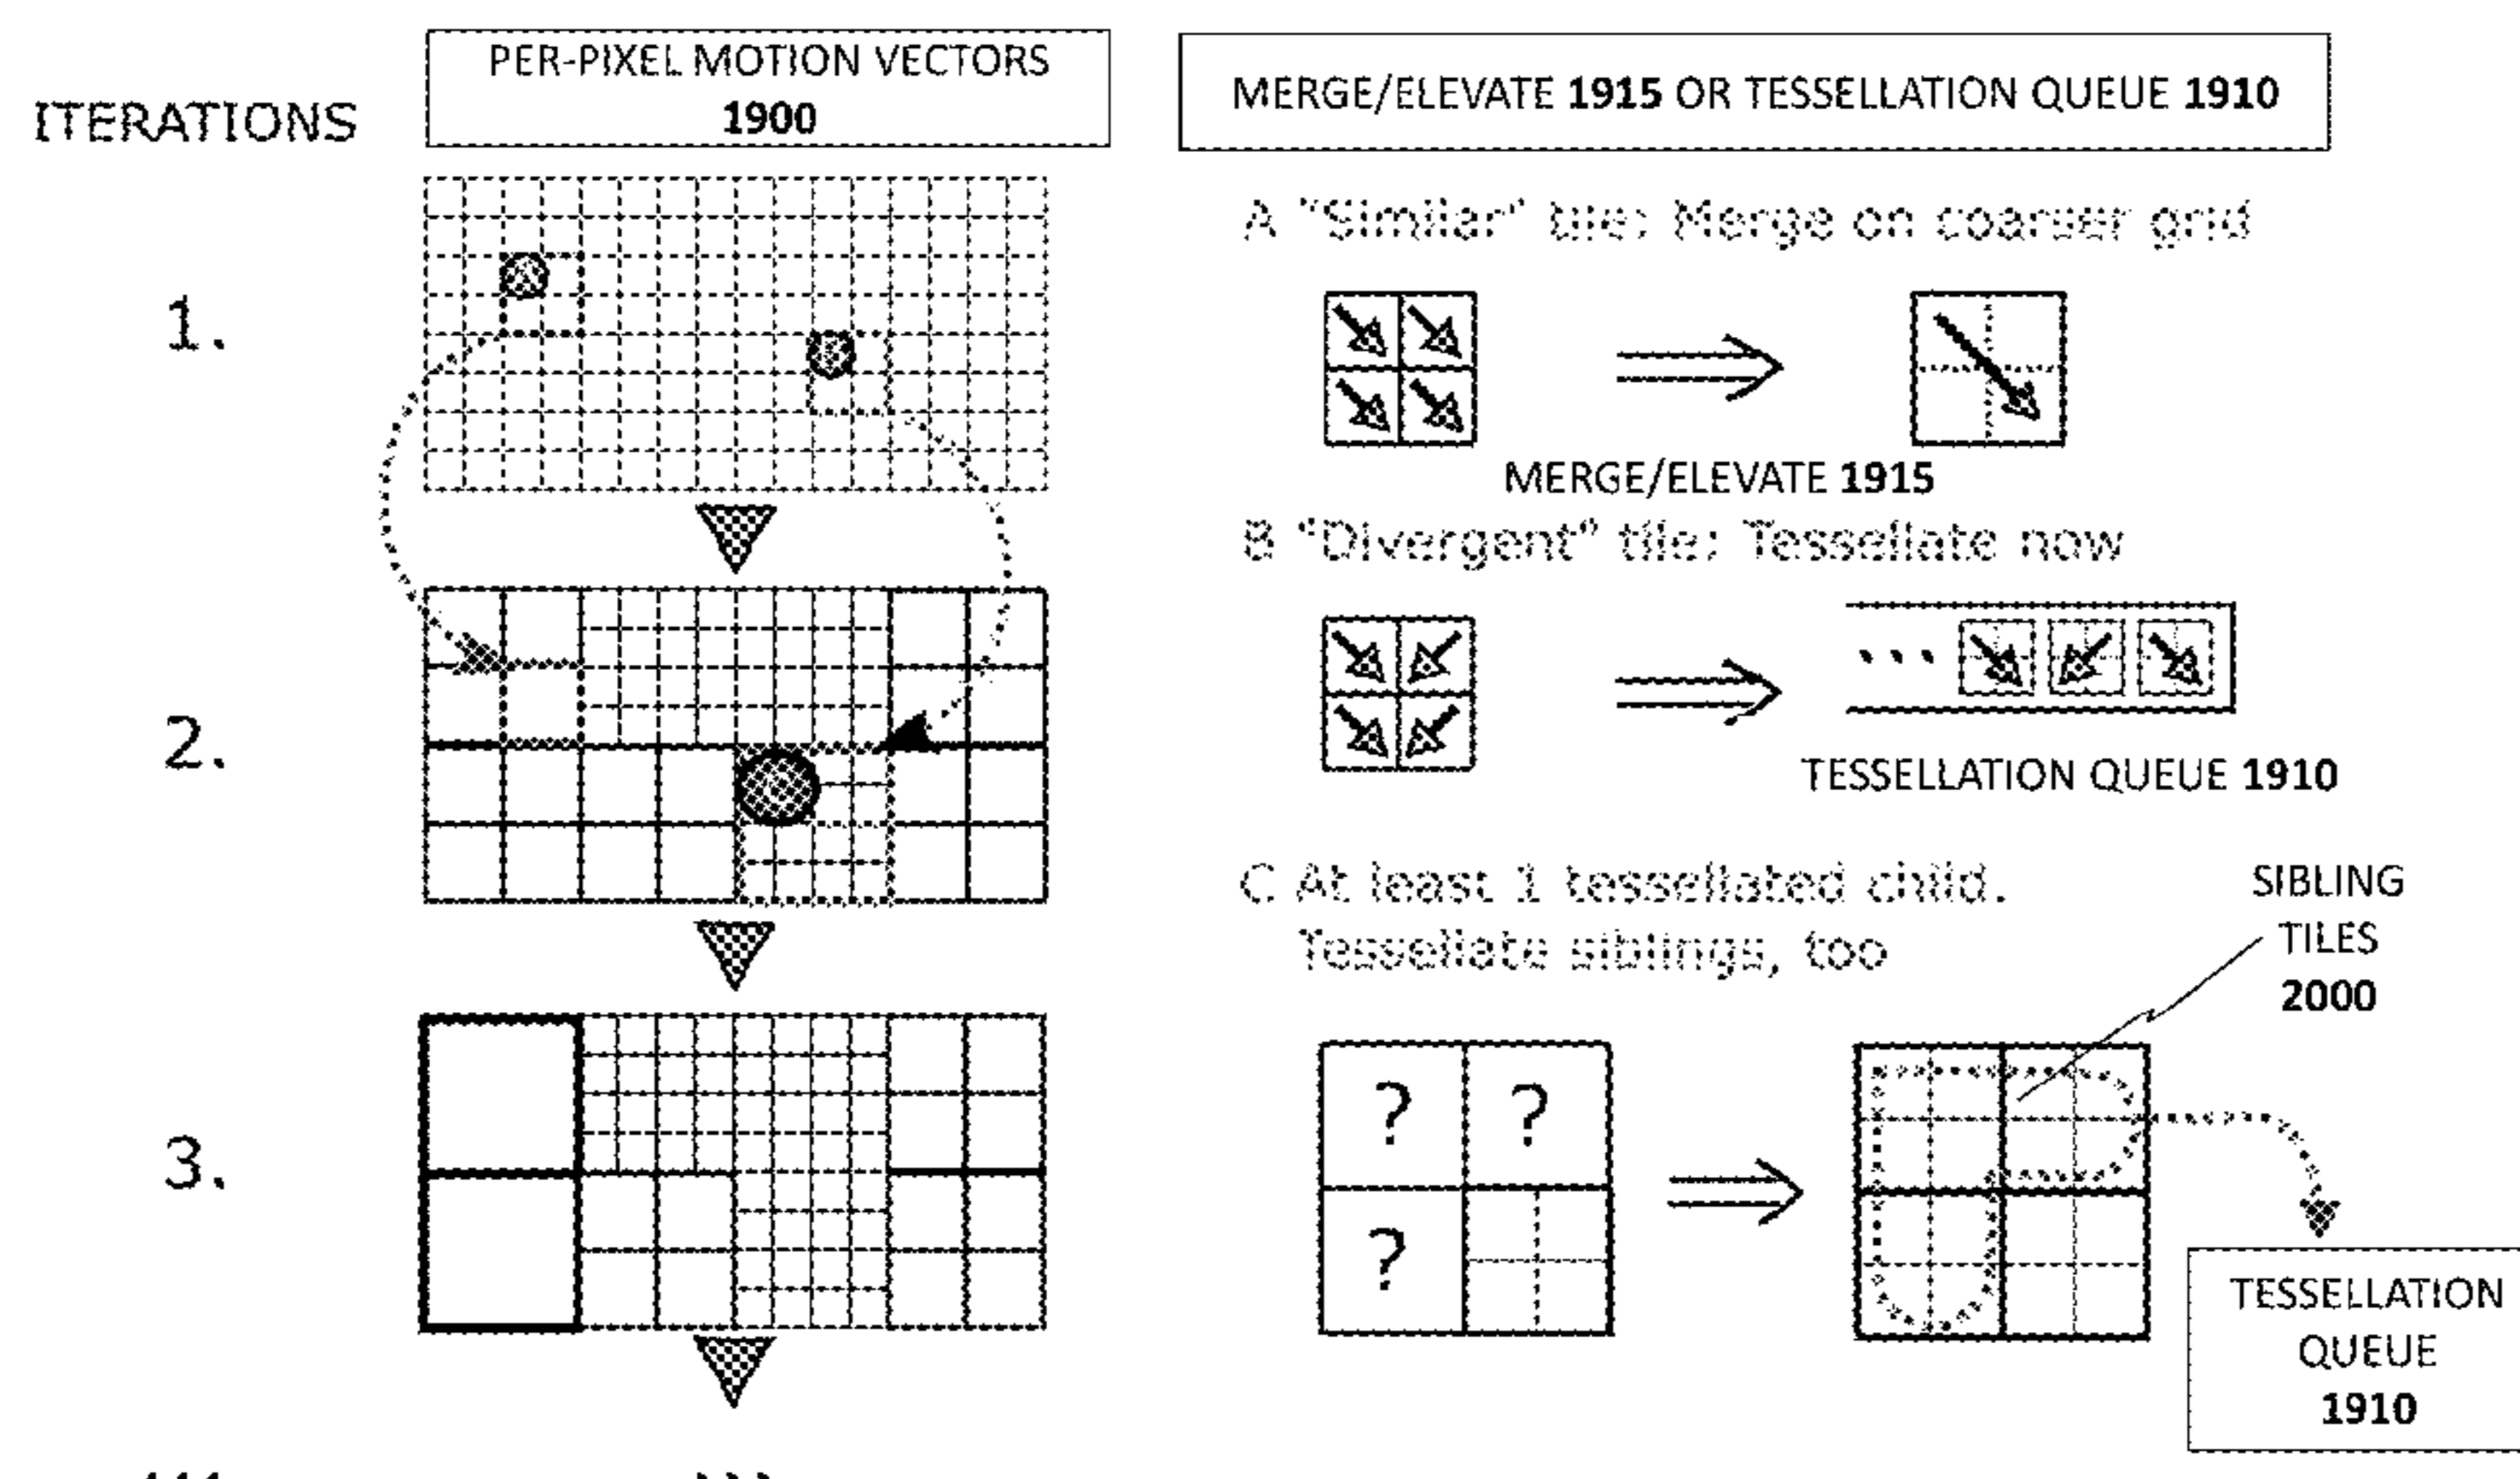 PER-PIXEL MOTION VECTORS
1900
ITERATIONS
MERGE/ELEVATE 1915 OR TESSELLATION QUEUE 1910
1.
A "Similar" tile: Merge on coarser grid
A
B
MERGE/ELEVATE 1915
B "Divergent" tile: Tessellate now
2.
TESSELLATION QUEUE 1910
C At least 1 tessellated child.
Tessellate siblings, too
SIBLING
TILES
2000
3.
? ?
?
TESSELLATION
QUEUE
1910